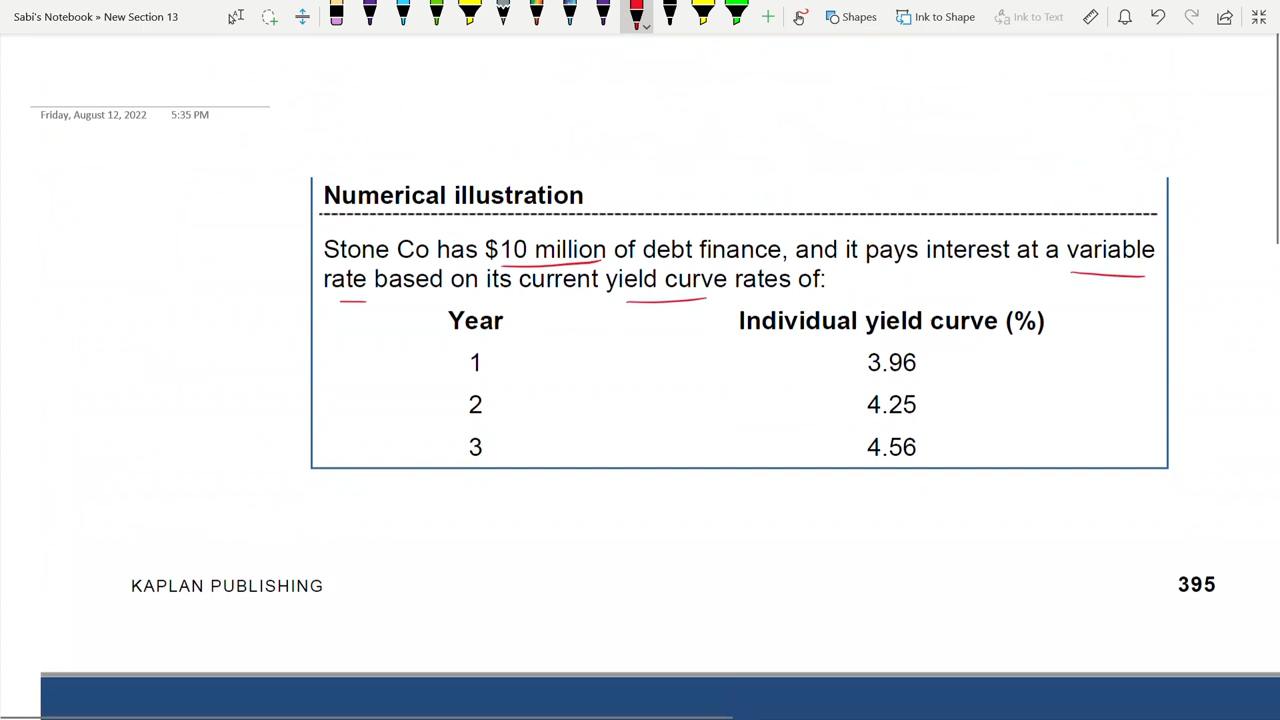 Sabi's Notebook » New Section 13
Shapes
Ink to Shape
Ink to Text
Friday, August 12, 2022 5:35 PM
Numerical illustration
Stone Co has $10 million of debt finance, and it pays interest at a variable
rate based on its current yield curve rates of:
Year Individual yield curve (%)
1 3.96
2 4.25
3 4.56
KAPLAN PUBLISHING 395